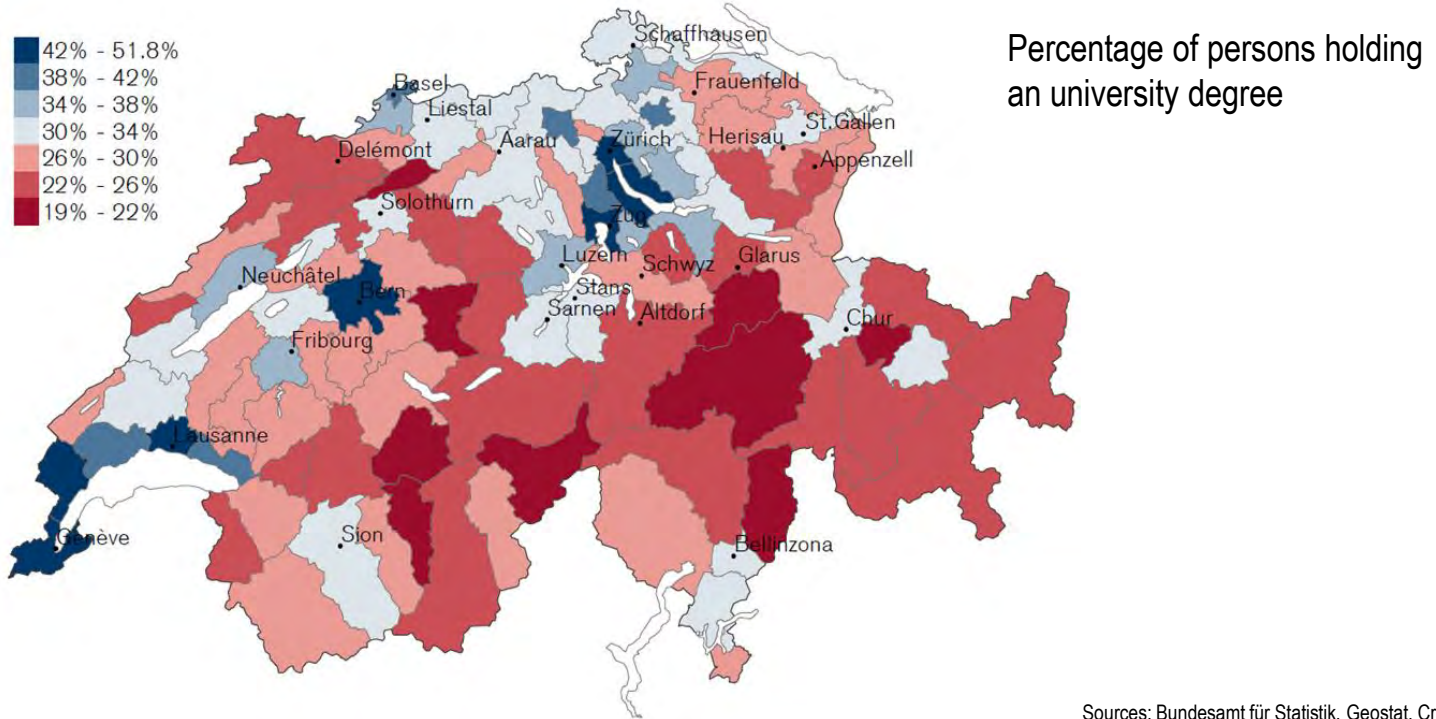 Percentage of persons holding
an university degree
42% - 51.8%
38% - 42%
34% - 38%
30% - 34%
26% - 30%
22% - 26%
19% - 22%
Schaffhausen
Basel
Liestal
Frauenfeld
Delémont
Aarau
Zürich
Herisau
St.Gallen
Appenzell
Solothurn
Zug
Neuchâtel
Bern
Luzern
Schwyz
Glarus
Stans
Sarnen
Altdorf
Chur
Fribourg
Lausanne
Genève
Sion
Bellinzona
Sources: Bundesamt für Statistik, Geostat, Cr